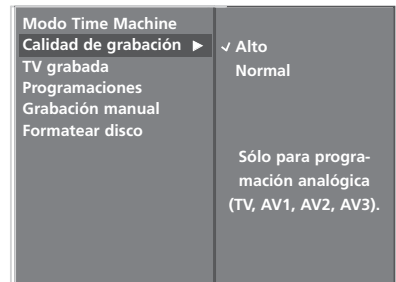 Modo Time Machine
Calidad de grabación ▶
TV grabada
Programaciones
Grabación manual
Formatear disco
✓ Alto
Normal
Sólo para progra-
mación analógica
(TV, AV1, AV2, AV3).